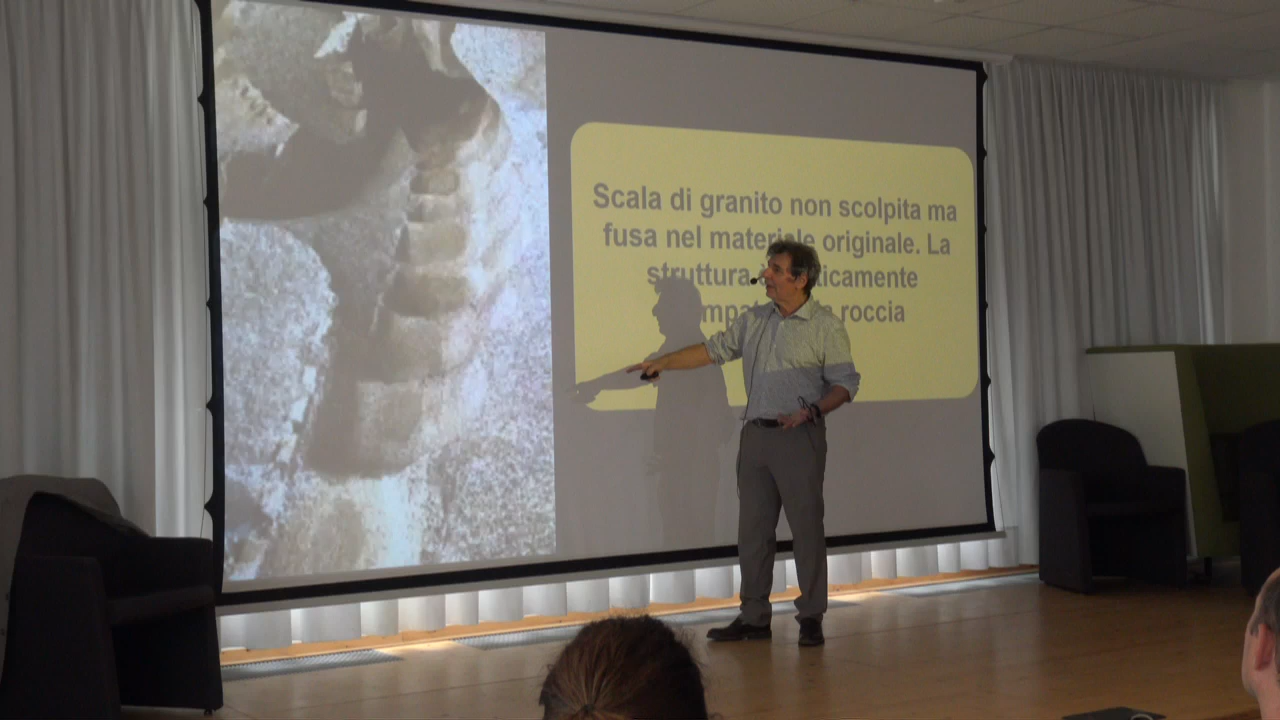 Scala di granito non scolpita ma
fusa nel materiale originale. La
struttura
roccia